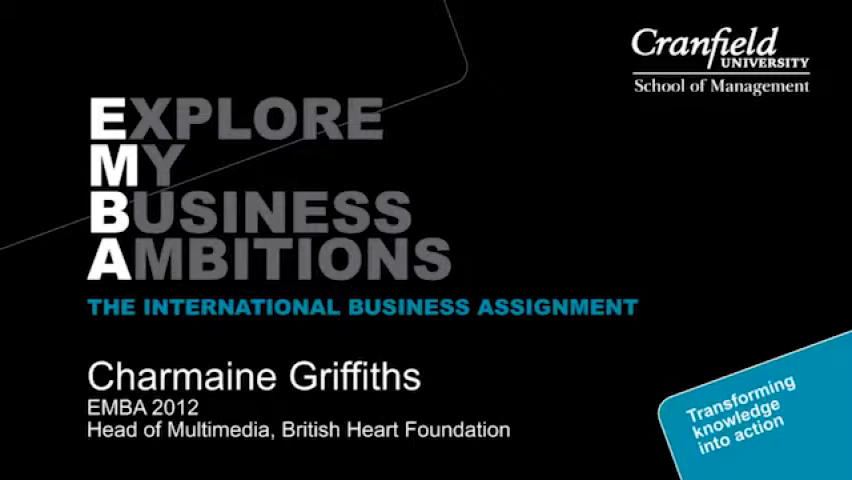 Cranfield
UNIVERSITY
School of Management
EXPLORE
MY
BUSINESS
AMBITIONS
THE INTERNATIONAL BUSINESS ASSIGNMENT
Charmaine Griffiths
EMBA 2012
Head of Multimedia, British Heart Foundation
Transforming
knowledge
into action